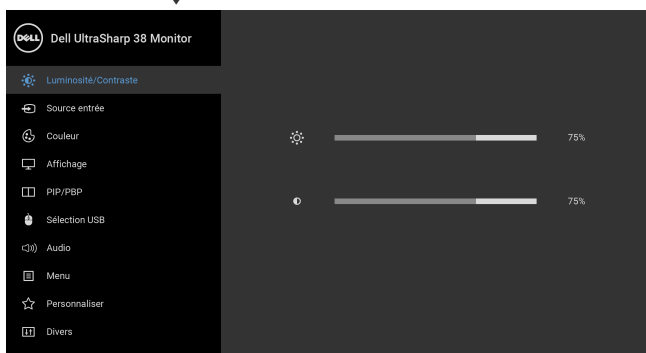 DELL Dell UltraSharp 38 Monitor
Luminosité/Contraste
Source entrée
Couleur
75%
Affichage
PIP/PBP
75%
Sélection USB
Audio
Menu
Personnaliser
Divers